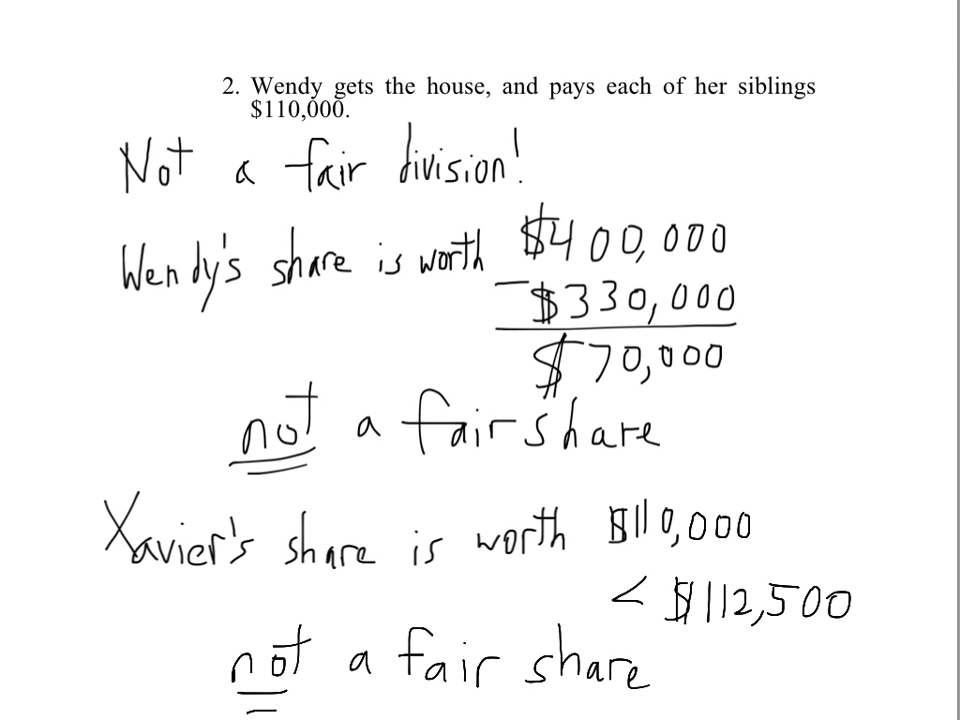 2. Wendy gets the house, and pays each of her siblings
$110,000.
Not a fair division!
Wendy's share is worth $400,000
-$330,000
$70,000
not a fair share
Xavier's share is worth $110,000
< $112,500
not a fair share